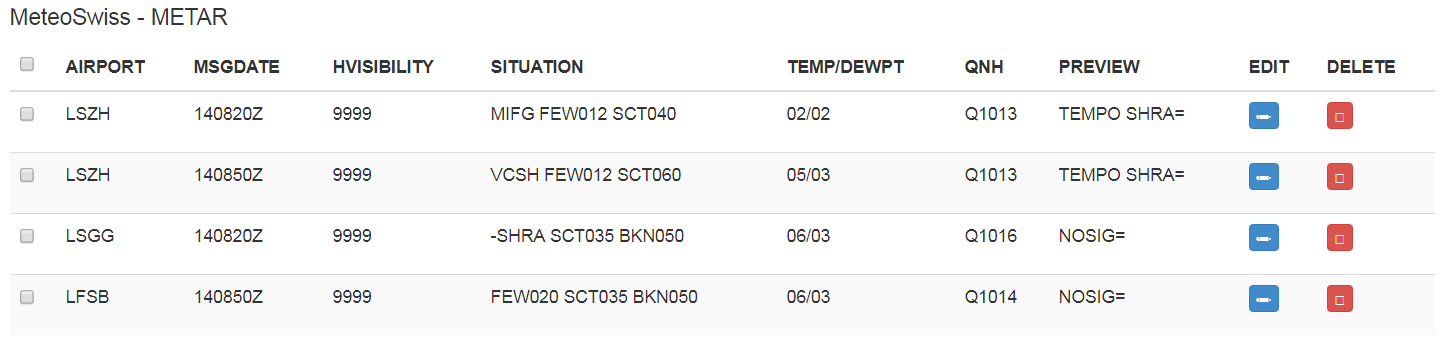 MeteoSwiss - METAR
AIRPORT MSGDATE HVISIBILITY SITUATION TEMP/DEWPT QNH PREVIEW EDIT DELETE
LSZH 140820Z 9999 MIFG FEW012 SCT040 02/02 Q1013 TEMPO SHRA=
LSZH 140850Z 9999 VCSH FEW012 SCT060 05/03 Q1013 TEMPO SHRA=
LSGG 140820Z 9999 -SHRA SCT035 BKN050 06/03 Q1016 NOSIG=
LFSB 140850Z 9999 FEW020 SCT035 BKN050 06/03 Q1014 NOSIG=